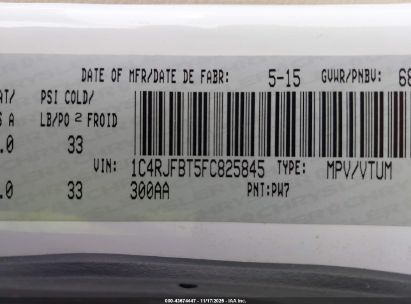 DATE OF MFR/DATE DE FABR: 5-15 GVWR/PNBV: 68
AT/ PSI COLD/
S A LB/PO 2 FROID
.0 33
VIN: 1C4RJFBT5FC825845 TYPE: MPV/VTUM
.0 33 300AA PNT:PW7
000-43674447 - 11/17/2025 - IAA Inc.